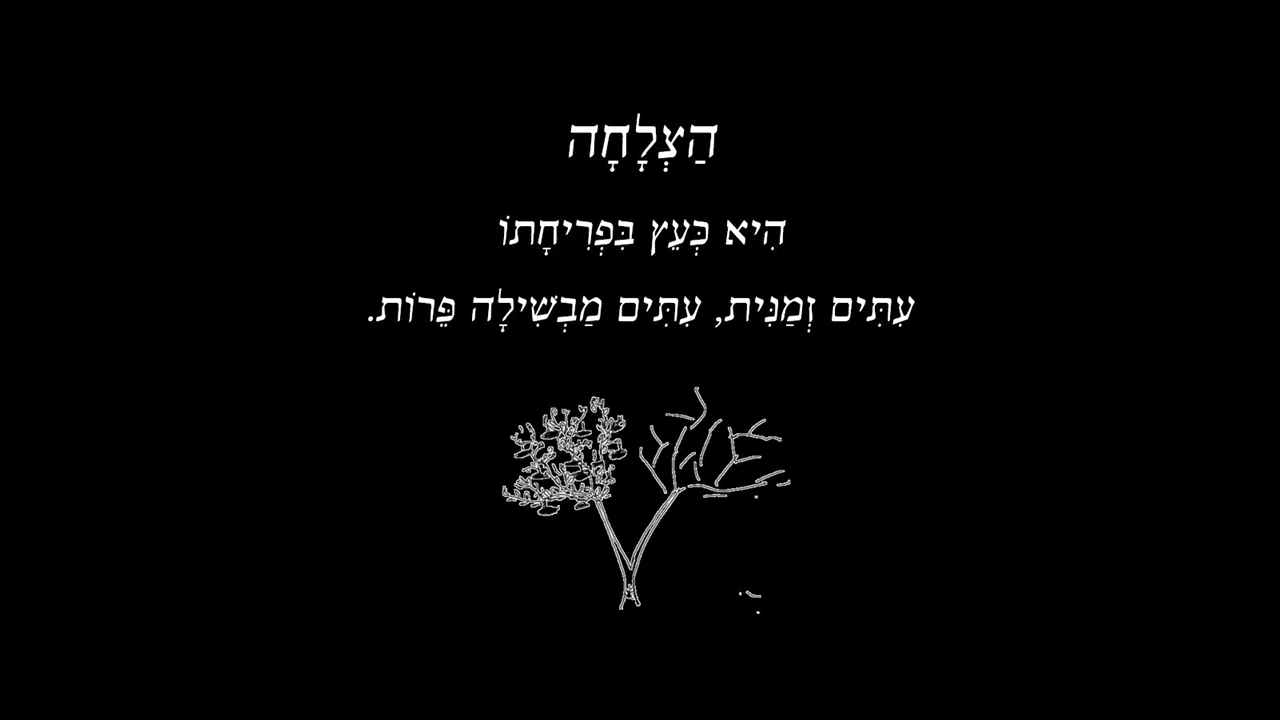 הַצְלָחָה
הִיא כְּעֵץ בִּפְרִיחָתוֹ
עִתִּים זְמַנִּית, עִתִּים מַבְשִׁילָה פֵּרוֹת.